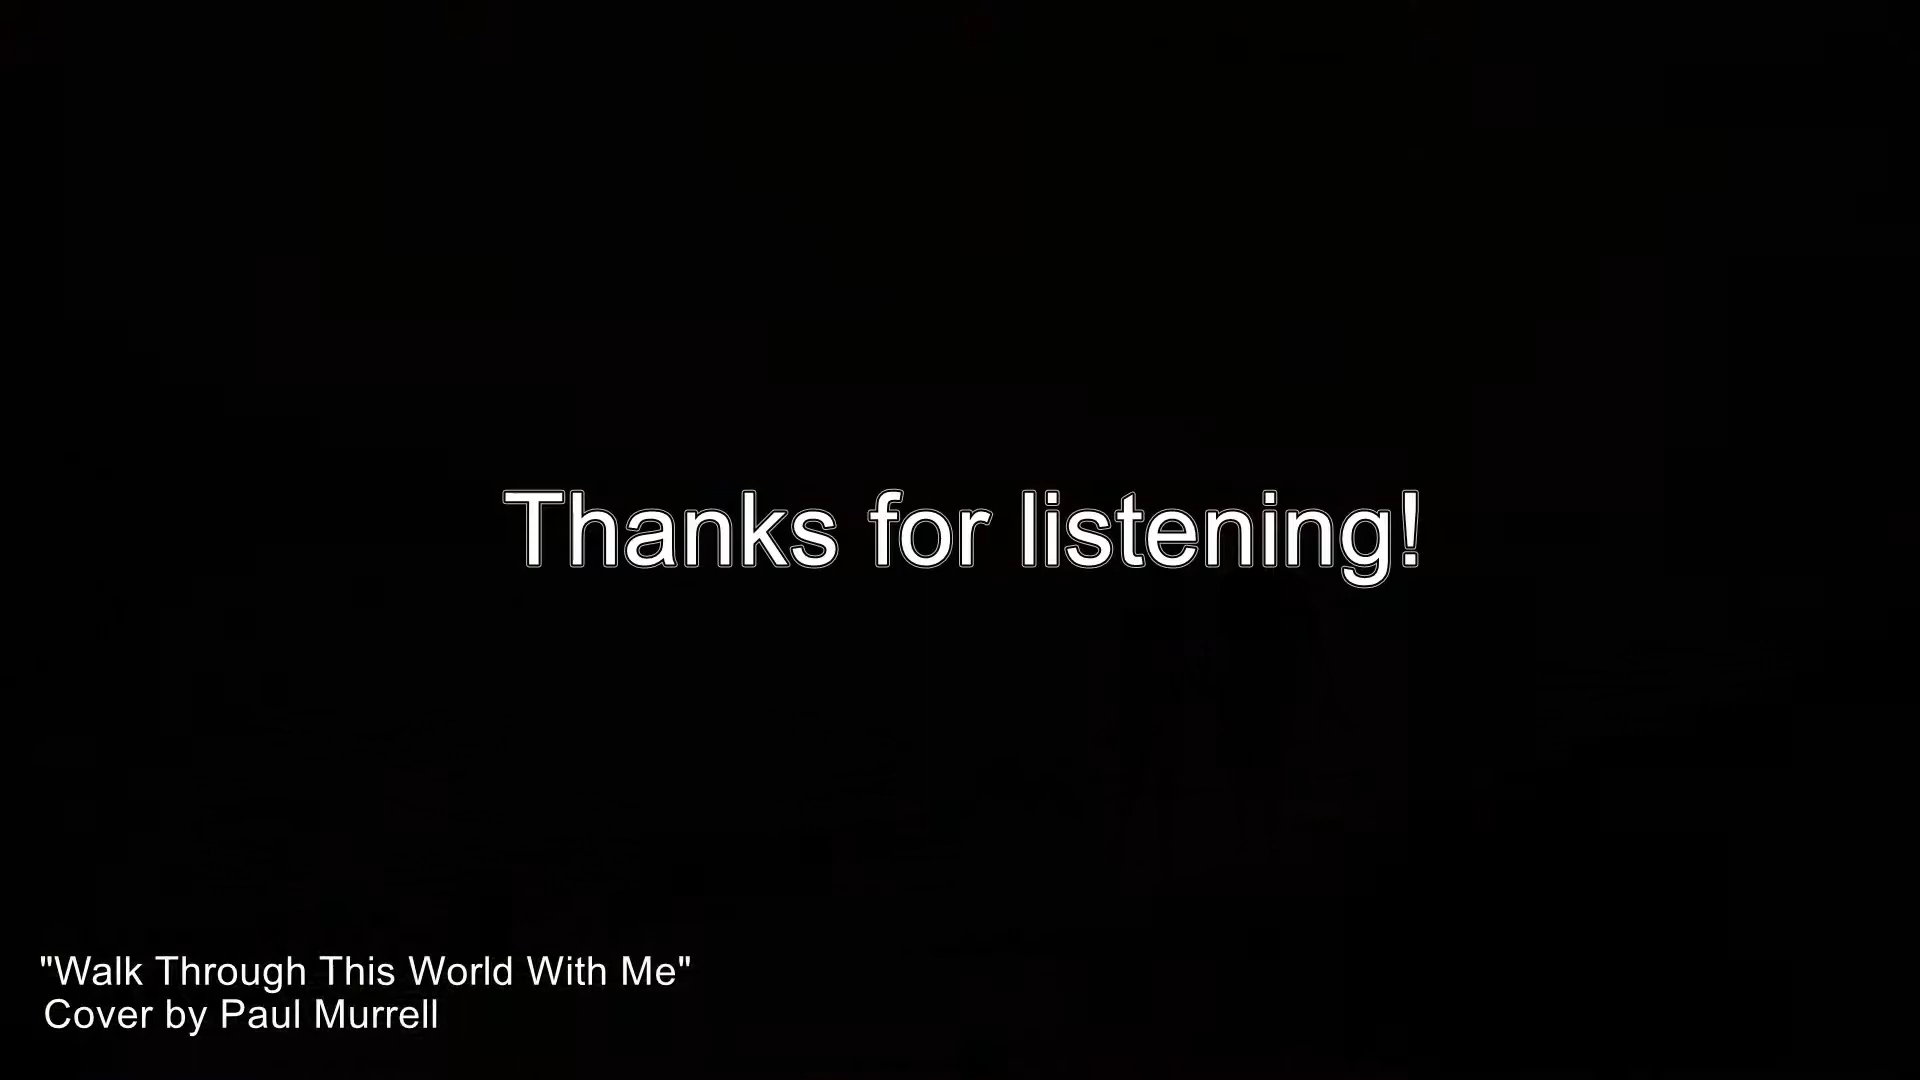 Thanks for listening!
"Walk Through This World With Me"
Cover by Paul Murrell